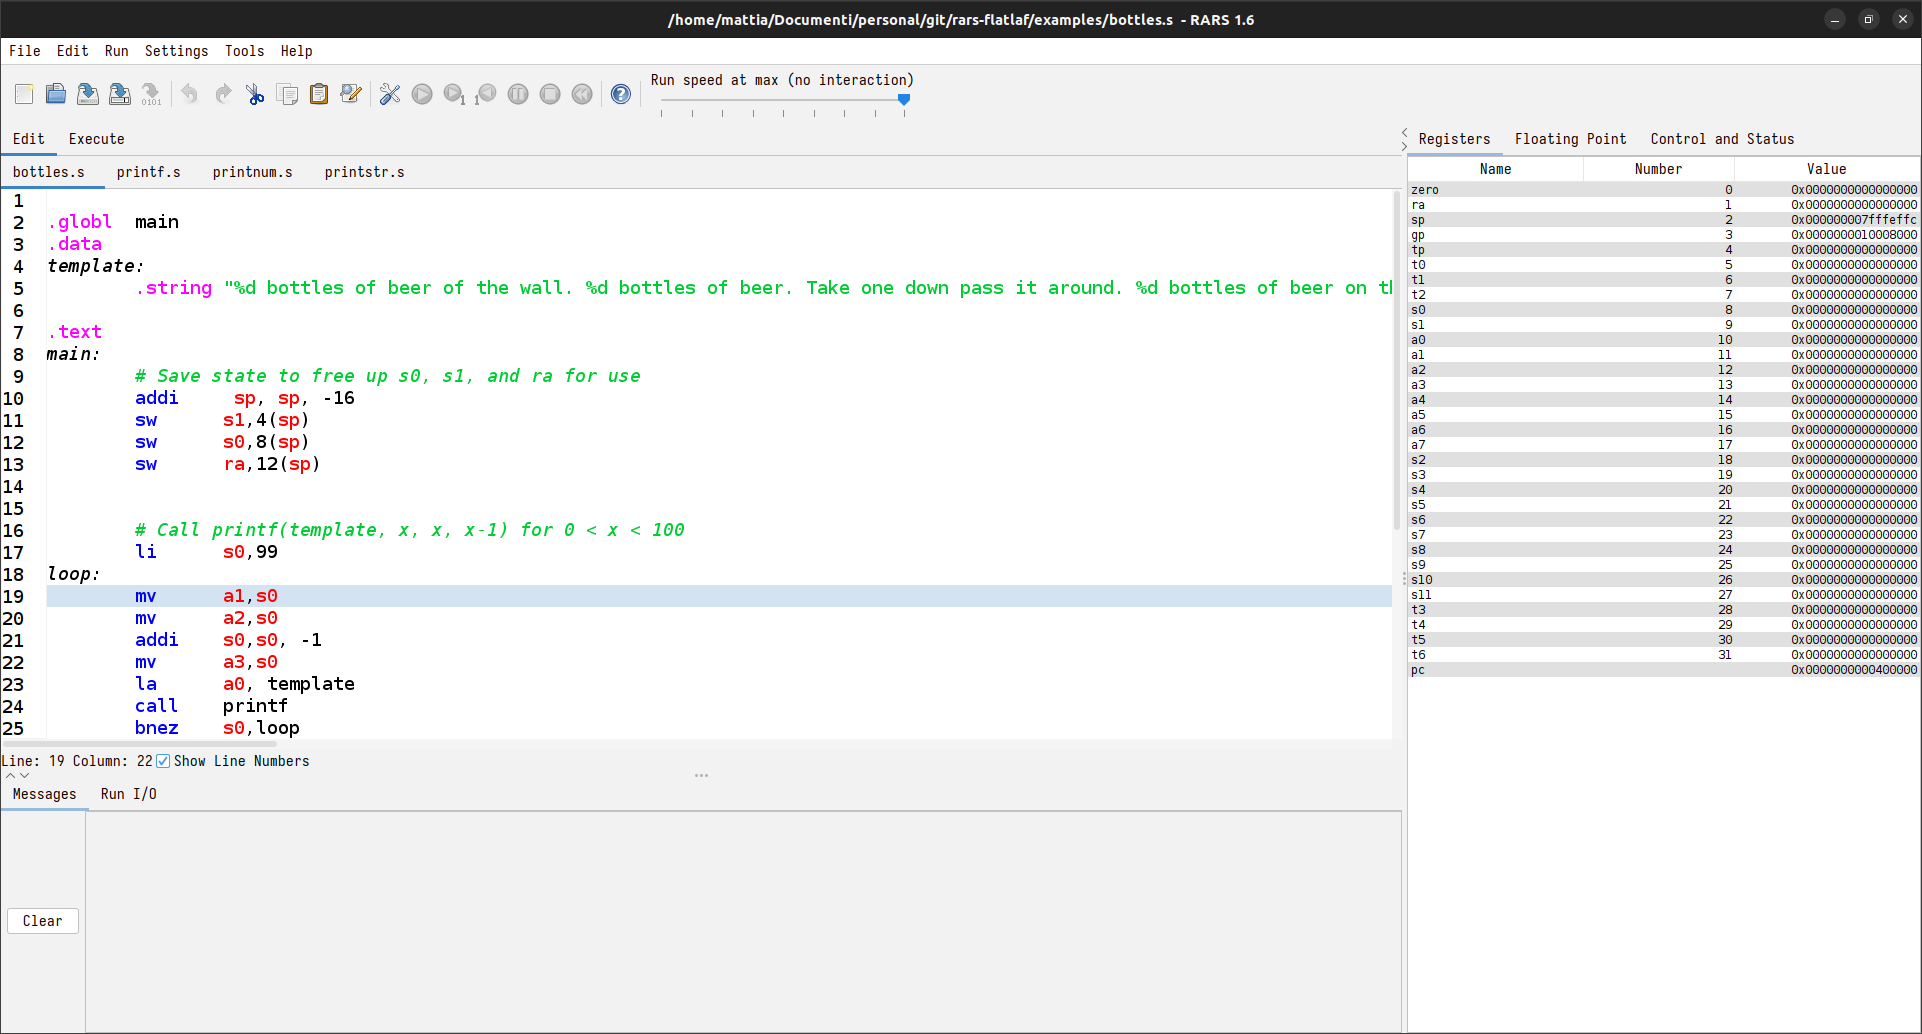 /home/mattia/Documenti/personal/git/rars-flatlaf/examples/bottles.s - RARS 1.6
File Edit Run Settings Tools Help
Run speed at max (no interaction)
Edit Execute
bottles.s printf.s printnum.s printstr.s
1
2 .globl main
3 .data
4 template:
5 .string "%d bottles of beer of the wall. %d bottles of beer. Take one down pass it around. %d bottles of beer on
6
7 .text
8 main:
9 # Save state to free up s0, s1, and ra for use
10 addi sp, sp, -16
11 sw s1,4(sp)
12 sw s0,8(sp)
13 sw ra,12(sp)
14
15
16 # Call printf(template, x, x, x-1) for 0 < x < 100
17 li s0,99
18 loop:
19 mv a1,s0
20 mv a2,s0
21 addi s0,s0, -1
22 mv a3,s0
23 la a0, template
24 call printf
25 bnez s0,loop
Line: 19 Column: 22 Show Line Numbers
Messages Run I/O
Clear
Registers Floating Point Control and Status
Name Number Value
zero 0 0x0000000000000000
ra 1 0x0000000000000000
sp 2 0x000000007fffeffc
gp 3 0x0000000010008000
tp 4 0x0000000000000000
t0 5 0x0000000000000000
t1 6 0x0000000000000000
t2 7 0x0000000000000000
s0 8 0x0000000000000000
s1 9 0x0000000000000000
a0 10 0x0000000000000000
a1 11 0x0000000000000000
a2 12 0x0000000000000000
a3 13 0x0000000000000000
a4 14 0x0000000000000000
a5 15 0x0000000000000000
a6 16 0x0000000000000000
a7 17 0x0000000000000000
s2 18 0x0000000000000000
s3 19 0x0000000000000000
s4 20 0x0000000000000000
s5 21 0x0000000000000000
s6 22 0x0000000000000000
s7 23 0x0000000000000000
s8 24 0x0000000000000000
s9 25 0x0000000000000000
s10 26 0x0000000000000000
s11 27 0x0000000000000000
t3 28 0x0000000000000000
t4 29 0x0000000000000000
t5 30 0x0000000000000000
t6 31 0x0000000000000000
pc 0x0000000000400000